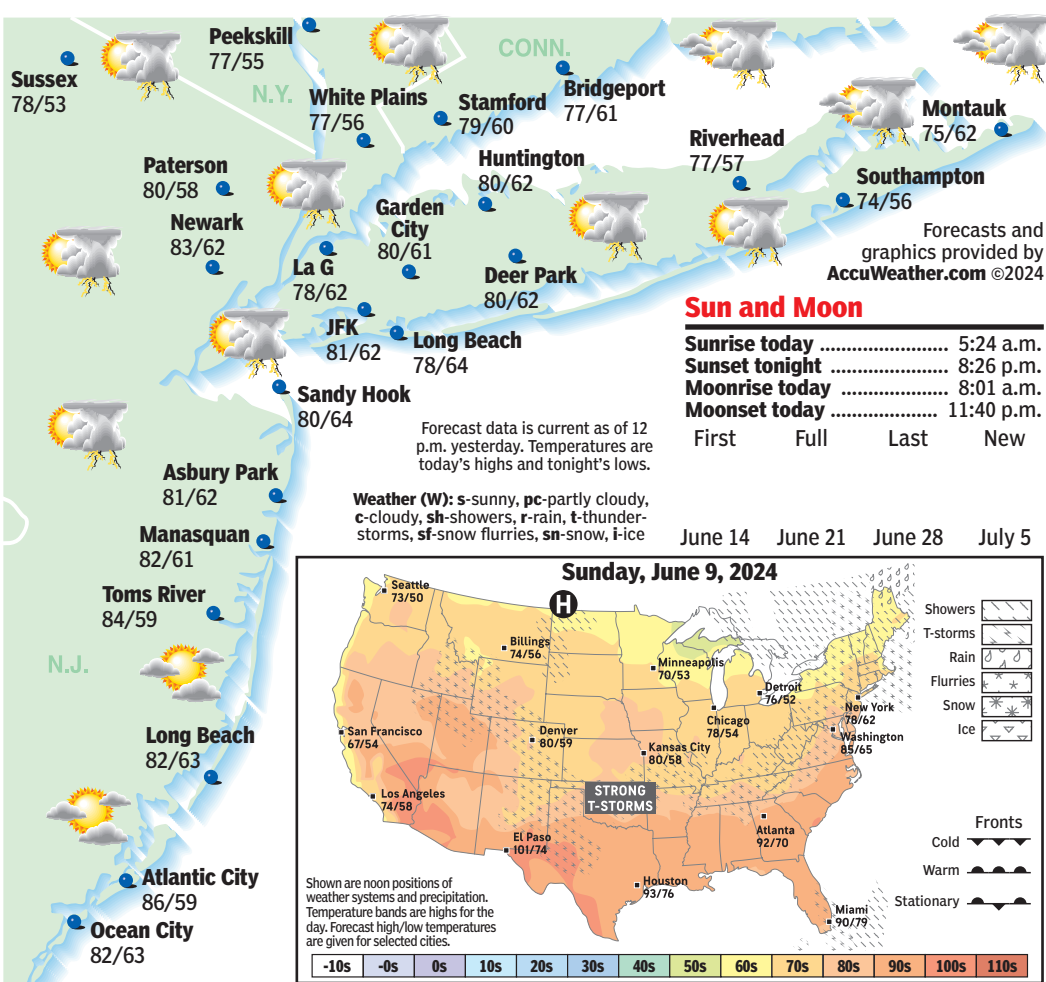 Peekskill
77/55
CONN.
Sussex
78/53
N.Y.
White Plains
77/56
Stamford
79/60
Bridgeport
77/61
Montauk
75/62
Riverhead
77/57
Huntington
80/62
Paterson
80/58
Southampton
74/56
Garden
City
80/61
Newark
83/62
La G
78/62
Deer Park
80/62
JFK
81/62
Long Beach
78/64
Sandy Hook
80/64
Forecasts and
graphics provided by
AccuWeather.com ©2024
Sun and Moon
Sunrise today ........................ 5:24 a.m.
Sunset tonight ...................... 8:26 p.m.
Moonrise today .................... 8:01 a.m.
Moonset today .................... 11:40 p.m.
First Full Last New
June 14 June 21 June 28 July 5
Forecast data is current as of 12
p.m. yesterday. Temperatures are
today's highs and tonight's lows.
Weather (W): s-sunny, pc-partly cloudy,
c-cloudy, sh-showers, r-rain, t-thunder-
storms, sf-snow flurries, sn-snow, i-ice
Asbury Park
81/62
Manasquan
82/61
Toms River
84/59
N.J.
Long Beach
82/63
Atlantic City
86/59
Ocean City
82/63
Sunday, June 9, 2024
H
Seattle
73/50
Billings
74/56
Minneapolis
70/53
Detroit
76/52
New York
78/62
Chicago
78/54
Washington
85/65
San Francisco
67/54
Denver
80/59
Kansas City
80/58
STRONG
T-STORMS
Los Angeles
74/58
El Paso
101/74
Atlanta
92/70
Houston
93/76
Miami
90/79
Showers
T-storms
Rain
Flurries
Snow
Ice
Fronts
Cold
Warm
Stationary
Shown are noon positions of
weather systems and precipitation.
Temperature bands are highs for the
day. Forecast high/low temperatures
are given for selected cities.
-10s -0s 0s 10s 20s 30s 40s 50s 60s 70s 80s 90s 100s 110s